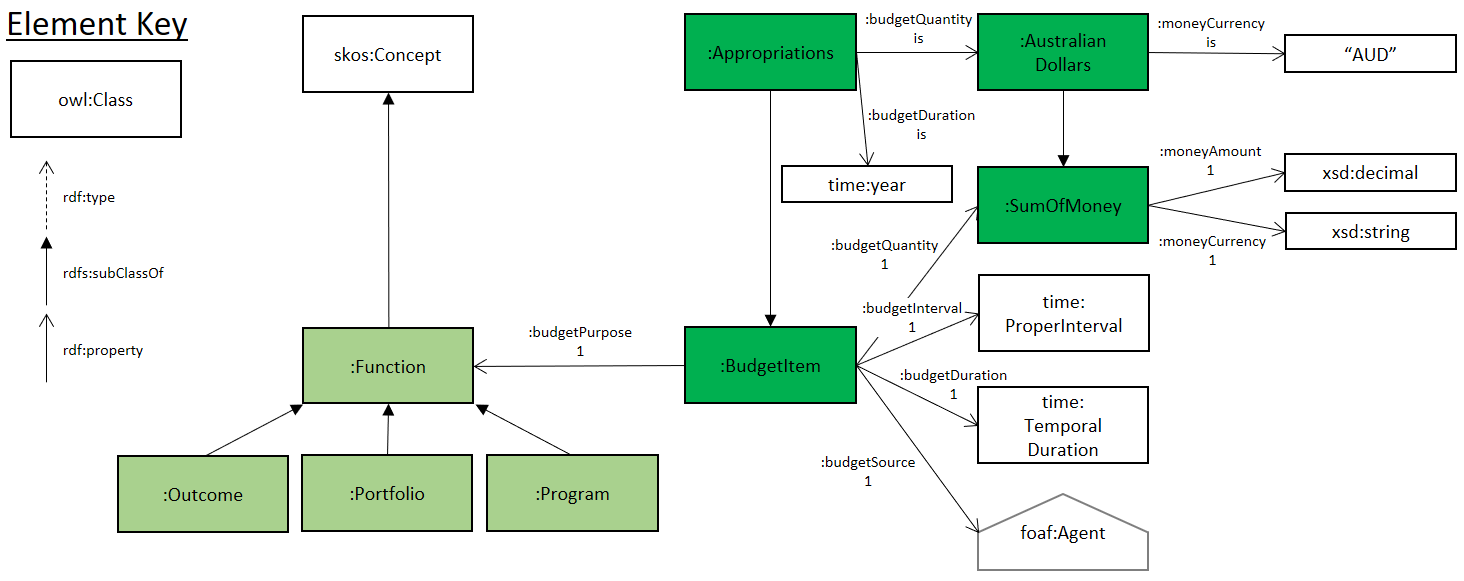 Element Key
owl:Class
rdf:type
rdfs:subClassOf
rdf:property
skos:Concept
:Function
:Outcome
:Portfolio
:Program
:budgetPurpose
1
:Appropriations
:budgetQuantity
is
:Australian
Dollars
:moneyCurrency
is
“AUD”
:budgetDuration
is
time:year
:SumOfMoney
:moneyAmount
1
xsd:decimal
:moneyCurrency
1
xsd:string
:BudgetItem
:budgetQuantity
1
:budgetInterval
1
time:
ProperInterval
:budgetDuration
1
time:
Temporal
Duration
:budgetSource
1
foaf:Agent